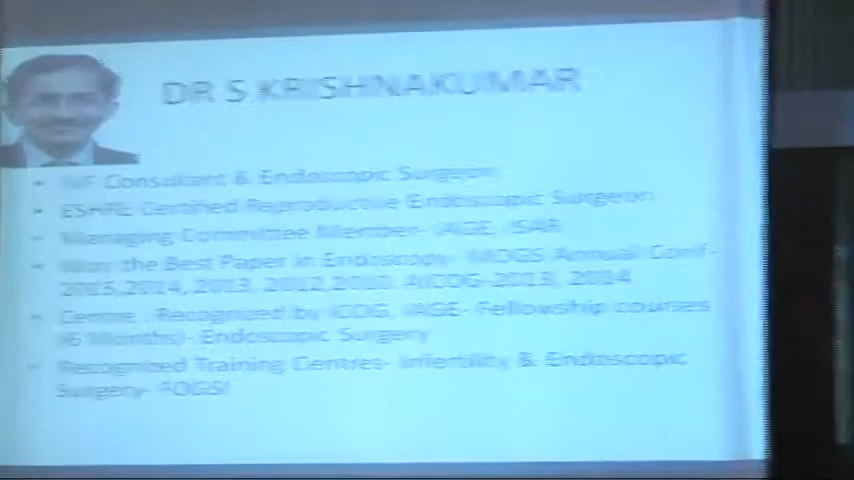 DR S KRISHNAKUMAR
• IVF Consultant & Endoscopic Surgeon
• ESHRE Certified Reproductive Endoscopic Surgeon
• Managing Committee Member- IAGE, ISAR
• Won the Best Paper in Endoscopy- MOGS Annual Conf-
2015,2014, 2013, 2012,2010. AICOG-2013, 2014
• Centre Recognized by ICOG, IAGE- Fellowship courses
(6 Months)- Endoscopic Surgery
• Recognized Training Centres- Infertility & Endoscopic
Surgery- FOGSI